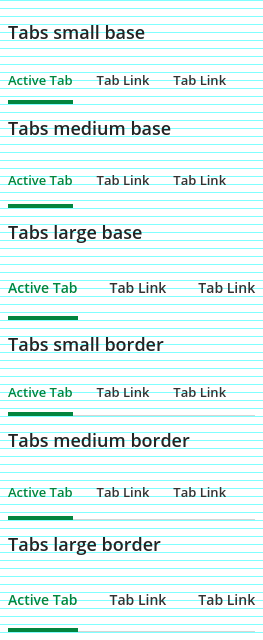 Tabs small base
Active Tab Tab Link Tab Link
Tabs medium base
Active Tab Tab Link Tab Link
Tabs large base
Active Tab Tab Link Tab Link
Tabs small border
Active Tab Tab Link Tab Link
Tabs medium border
Active Tab Tab Link Tab Link
Tabs large border
Active Tab Tab Link Tab Link